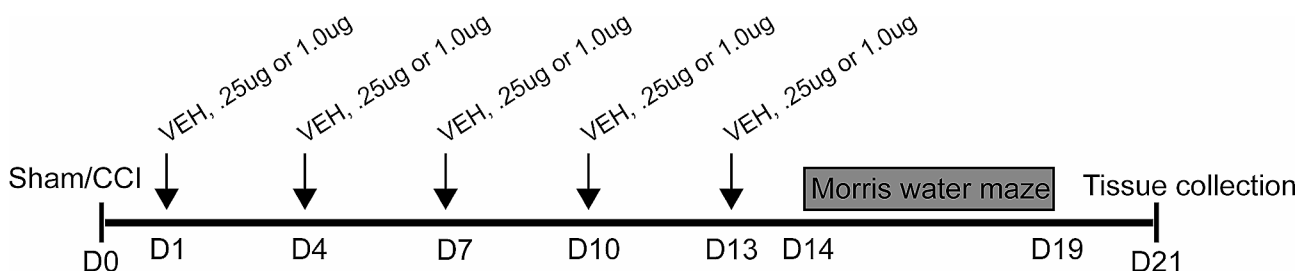 VEH, .25ug or 1.0ug
VEH, .25ug or 1.0ug
VEH, .25ug or 1.0ug
VEH, .25ug or 1.0ug
VEH, .25ug or 1.0ug
Sham/CCI
Morris water maze
Tissue collection
D0
D1
D4
D7
D10
D13
D14
D19
D21